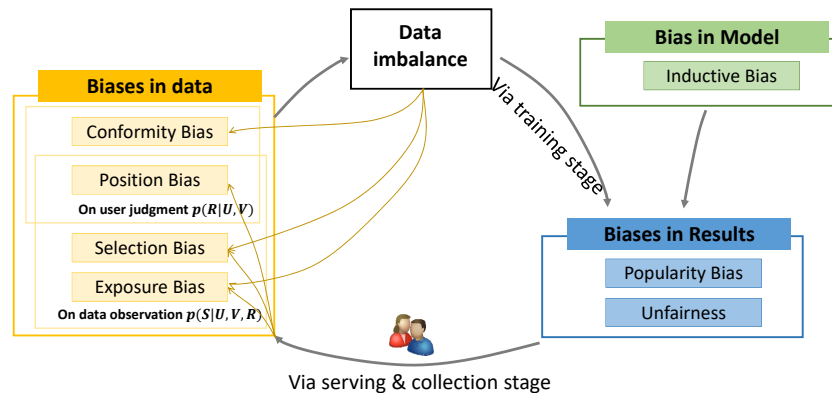 Data
imbalance
Biases in data
Conformity Bias
Position Bias
On user judgment p(R|U,V)
Selection Bias
Exposure Bias
On data observation p(S|U,V,R)
Via training stage
Bias in Model
Inductive Bias
Biases in Results
Popularity Bias
Unfairness
Via serving & collection stage